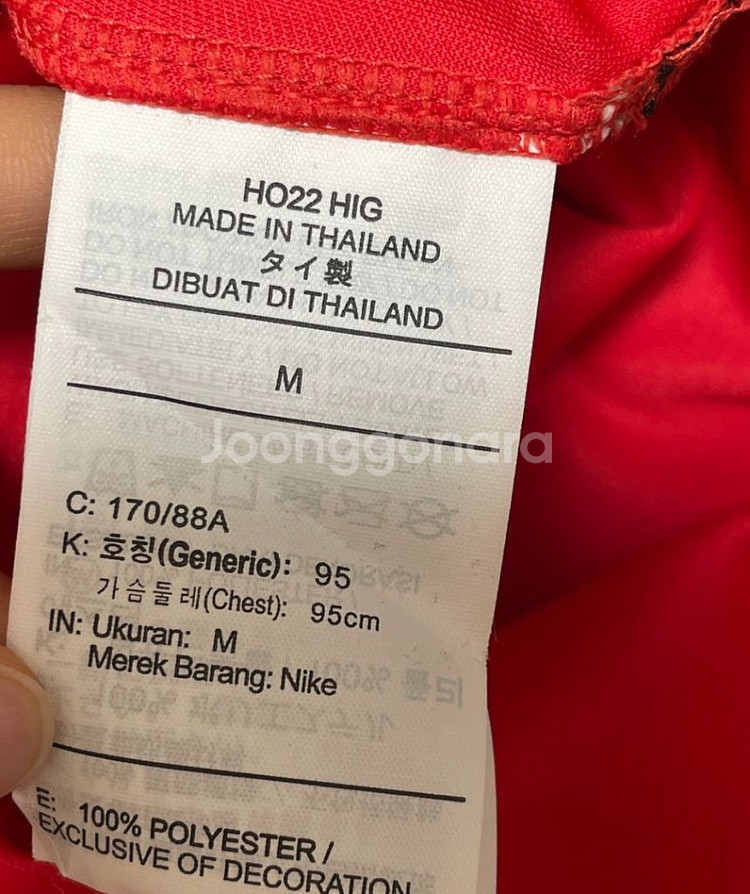 HO22 HIG
MADE IN THAILAND
タイ製
DIBUAT DI THAILAND
M
Joonggonara
C: 170/88A
K: 호칭(Generic): 95
가슴둘레(Chest): 95cm
IN: Ukuran: M
Merek Barang: Nike
E: 100% POLYESTER /
EXCLUSIVE OF DECORATION